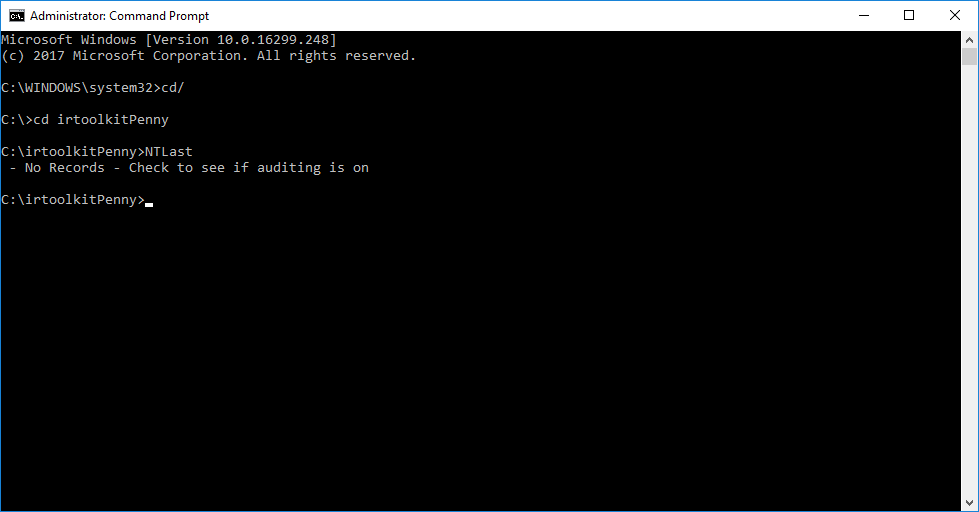 Administrator: Command Prompt
Microsoft Windows [Version 10.0.16299.248]
(c) 2017 Microsoft Corporation. All rights reserved.
C:\WINDOWS\system32>cd/
C:\>cd irtoolkitPenny
C:\irtoolkitPenny>NTLast
- No Records - Check to see if auditing is on
C:\irtoolkitPenny>